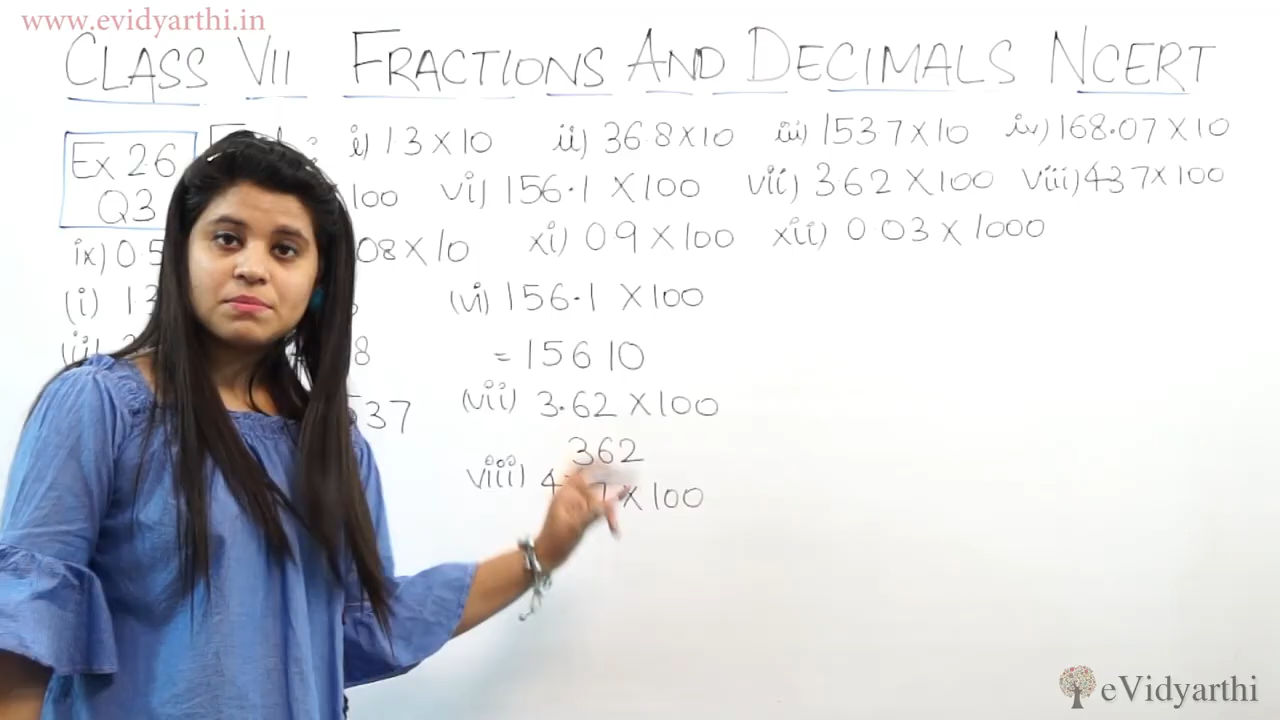 www.evidyarthi.in
CLASS VII FRACTIONS AND DECIMALS NCERT
Ex 2.6
Q3
i) 1.3 X 10 ii) 36.8 X 10 iii) 153.7 X 10 iv) 168.07 X 10
X 100 vi) 156.1 X 100 vii) 362 X 100 viii) 43.7 X 100
ix) 0.5 08 X 10 xi) 0.9 X 100 xii) 0.03 X 1000
(i) 1.3 (vi) 156.1 X 100
(ii) 8 = 15610
537 (vii) 3.62 X 100
362
viii) X 100
eVidyarthi